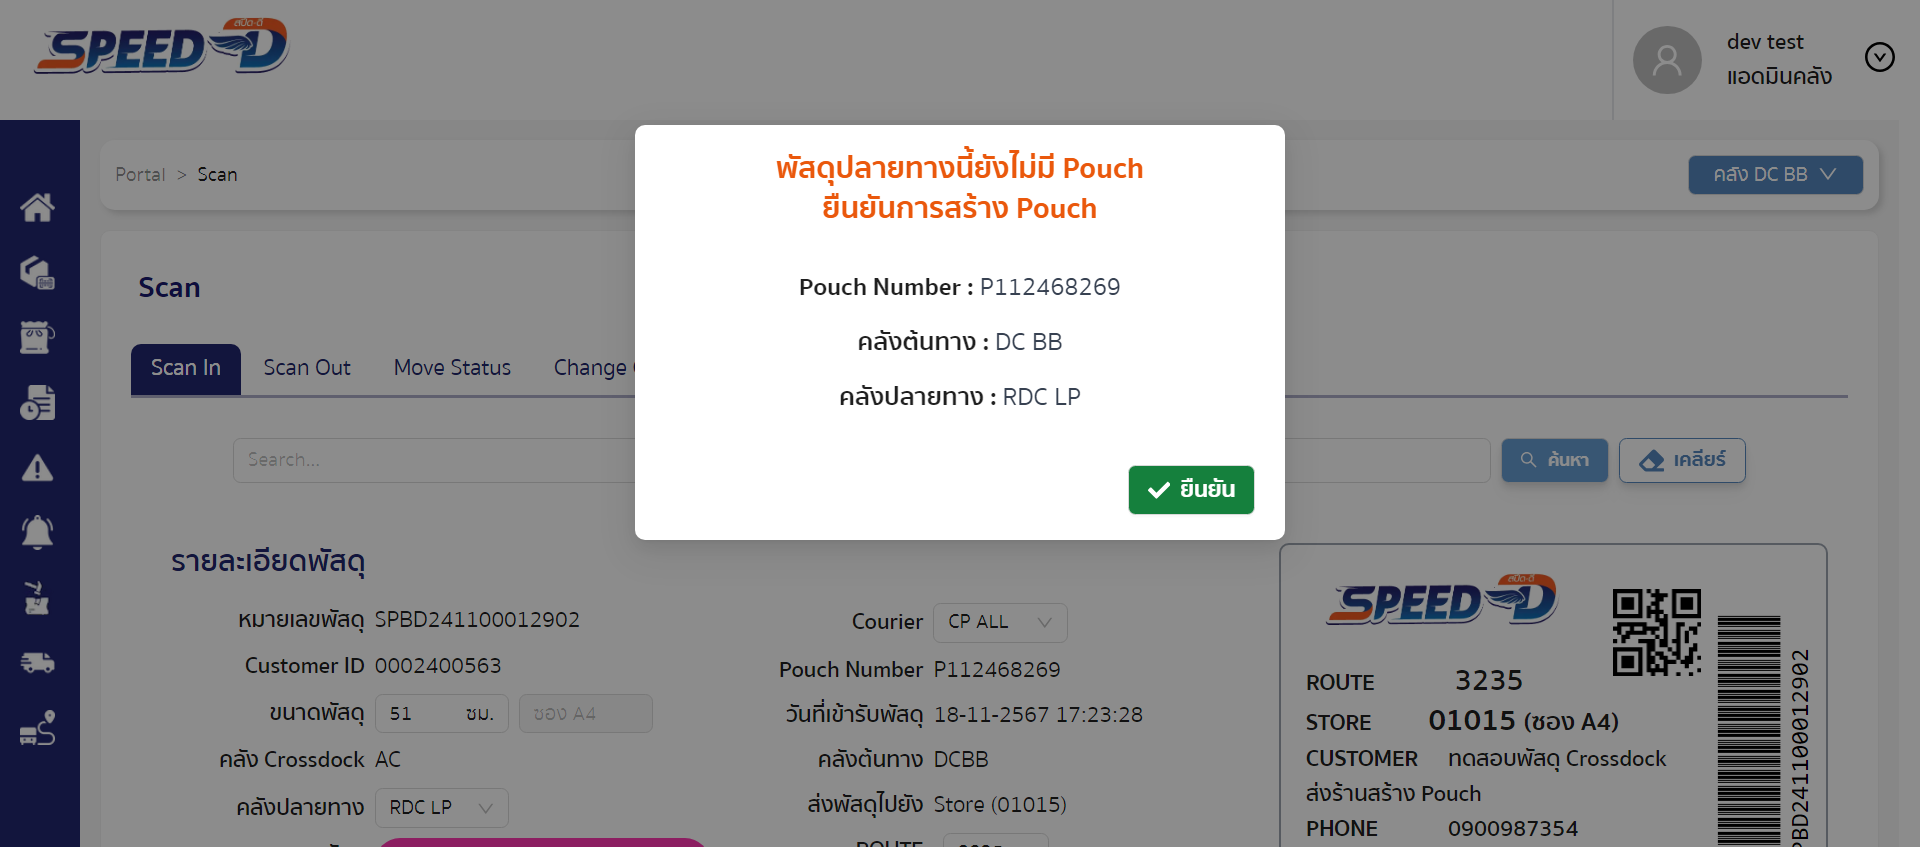 SPEED-D
สปีด-ดี
dev test
แอดมินคลัง
Portal > Scan
คลัง DC BB
Scan
Scan In
Scan Out
Move Status
Change
Search...
ค้นหา
เคลียร์
พัสดุปลายทางนี้ยังไม่มี Pouch
ยืนยันการสร้าง Pouch
Pouch Number : P112468269
คลังต้นทาง : DC BB
คลังปลายทาง : RDC LP
ยืนยัน
รายละเอียดพัสดุ
หมายเลขพัสดุ SPBD241100012902
Customer ID 0002400563
ขนาดพัสดุ 51 ซม. ซอง A4
คลัง Crossdock AC
คลังปลายทาง RDC LP
Courier CP ALL
Pouch Number P112468269
วันที่เข้ารับพัสดุ 18-11-2567 17:23:28
คลังต้นทาง DCBB
ส่งพัสดุไปยัง Store (01015)
ROUTE
SPEED-D
สปีด-ดี
ROUTE 3235
STORE 01015 (ซอง A4)
CUSTOMER ทดสอบพัสดุ Crossdock
ส่งร้านสร้าง Pouch
PHONE 0900987354
PBD241100012902